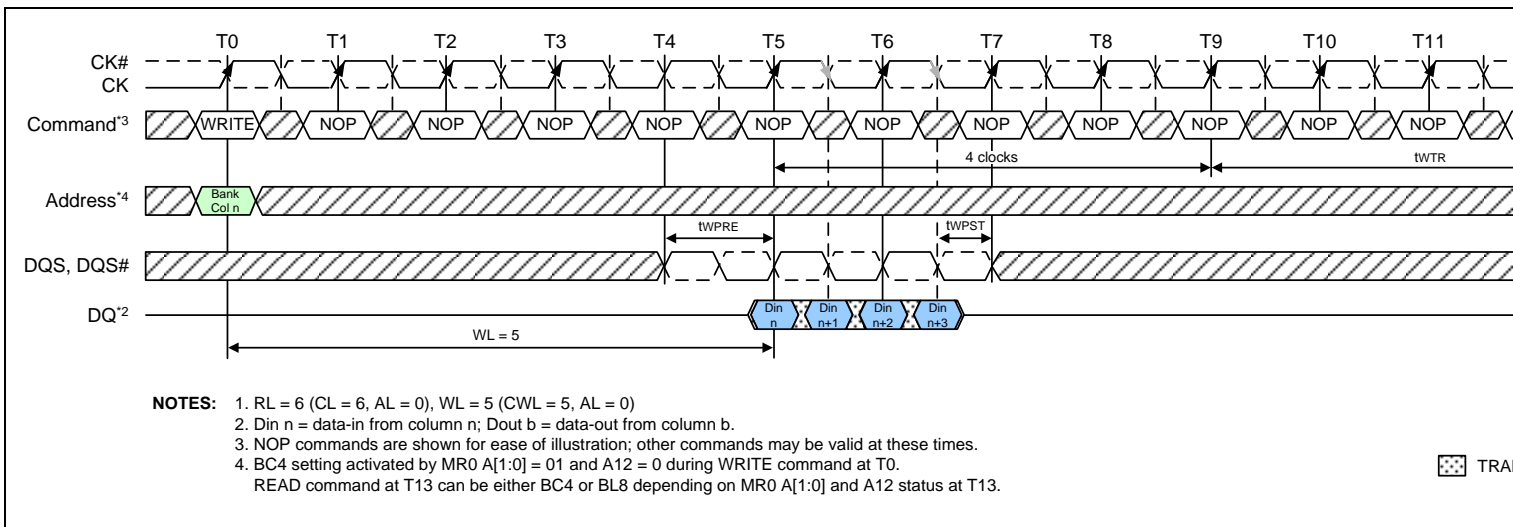 T0 T1 T2 T3 T4 T5 T6 T7 T8 T9 T10 T11
CK#
CK
Command*3 WRITE NOP NOP NOP NOP NOP NOP NOP NOP NOP NOP NOP
4 clocks tWTR
Address*4 Bank Col n
tWPRE tWPST
DQS, DQS#
DQ*2 Din n Din n+1 Din n+2 Din n+3
WL = 5
NOTES: 1. RL = 6 (CL = 6, AL = 0), WL = 5 (CWL = 5, AL = 0)
2. Din n = data-in from column n; Dout b = data-out from column b.
3. NOP commands are shown for ease of illustration; other commands may be valid at these times.
4. BC4 setting activated by MR0 A[1:0] = 01 and A12 = 0 during WRITE command at T0.
READ command at T13 can be either BC4 or BL8 depending on MR0 A[1:0] and A12 status at T13.